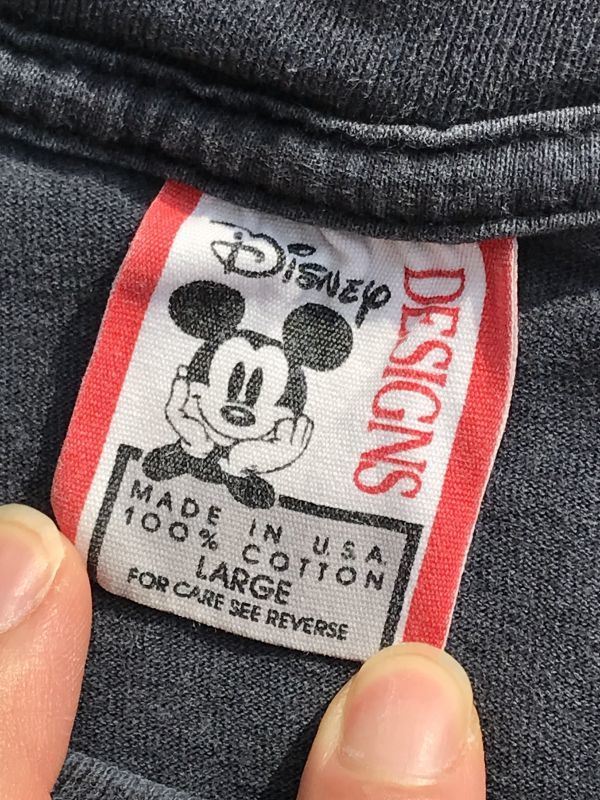 Disney
DESIGNS
MADE IN U.S.A.
100% COTTON
LARGE
FOR CARE SEE REVERSE